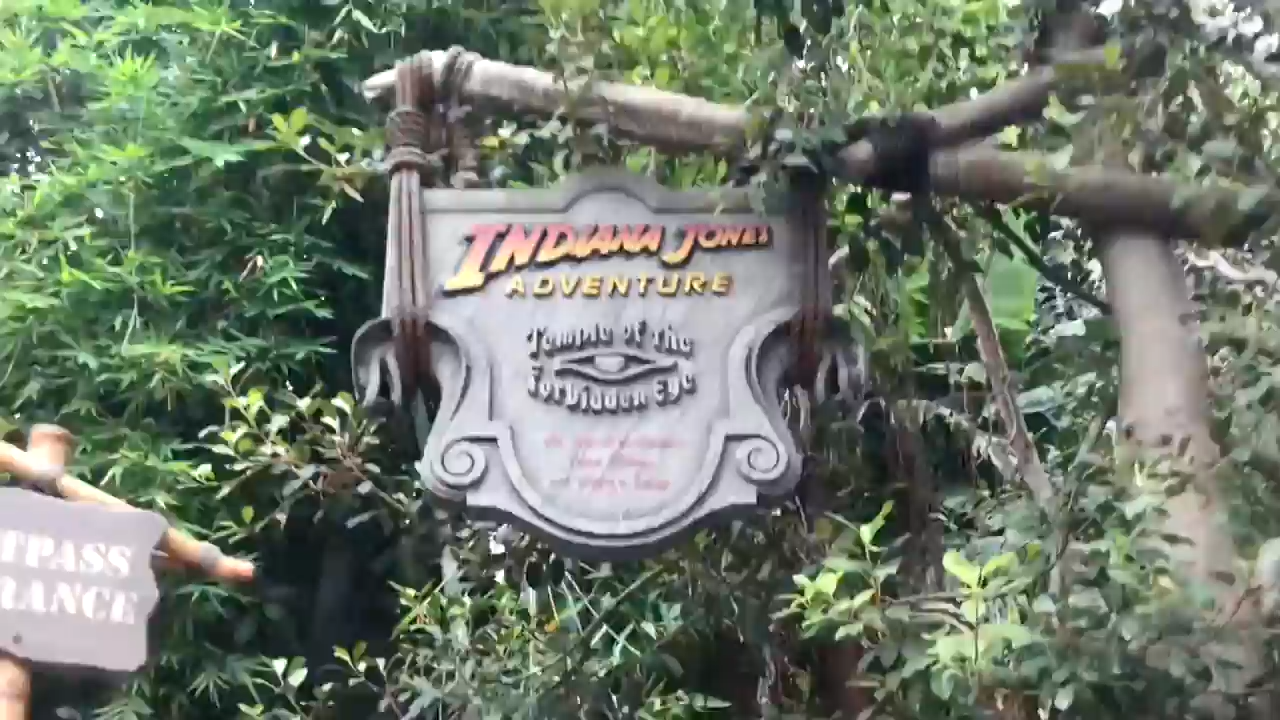 INDIANA JONES
ADVENTURE
Temple of the
Forbidden Eye
TPASS
RANCE